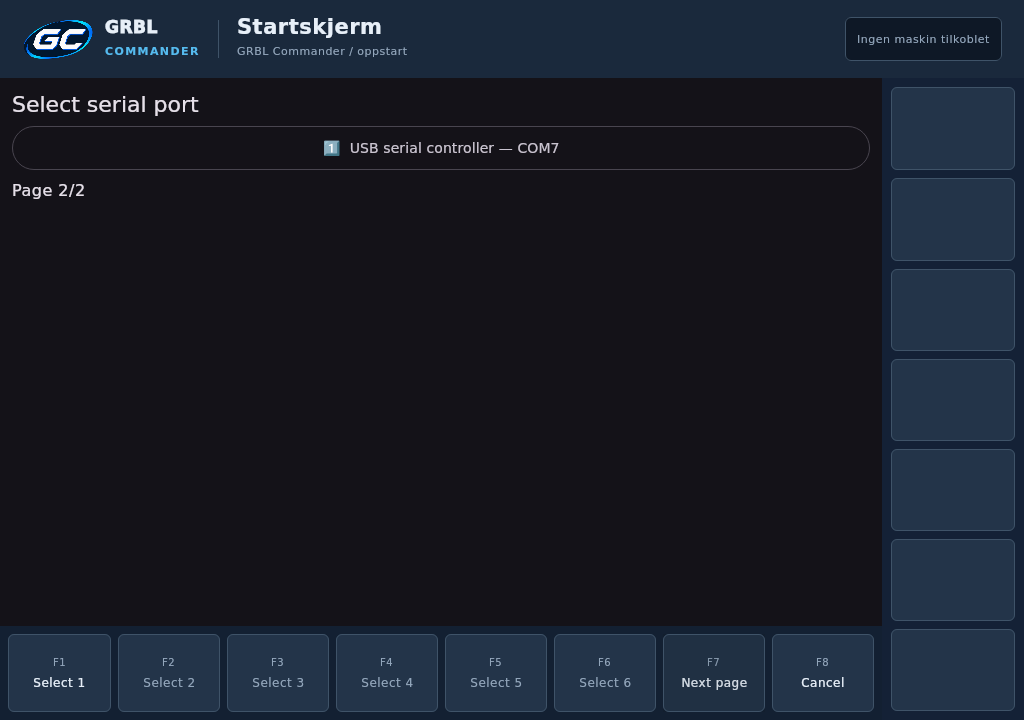 GC
GRBL
COMMANDER
Startskjerm
GRBL Commander / oppstart
Ingen maskin tilkoblet
Select serial port
1️⃣ USB serial controller — COM7
Page 2/2
F1
Select 1
F2
Select 2
F3
Select 3
F4
Select 4
F5
Select 5
F6
Select 6
F7
Next page
F8
Cancel